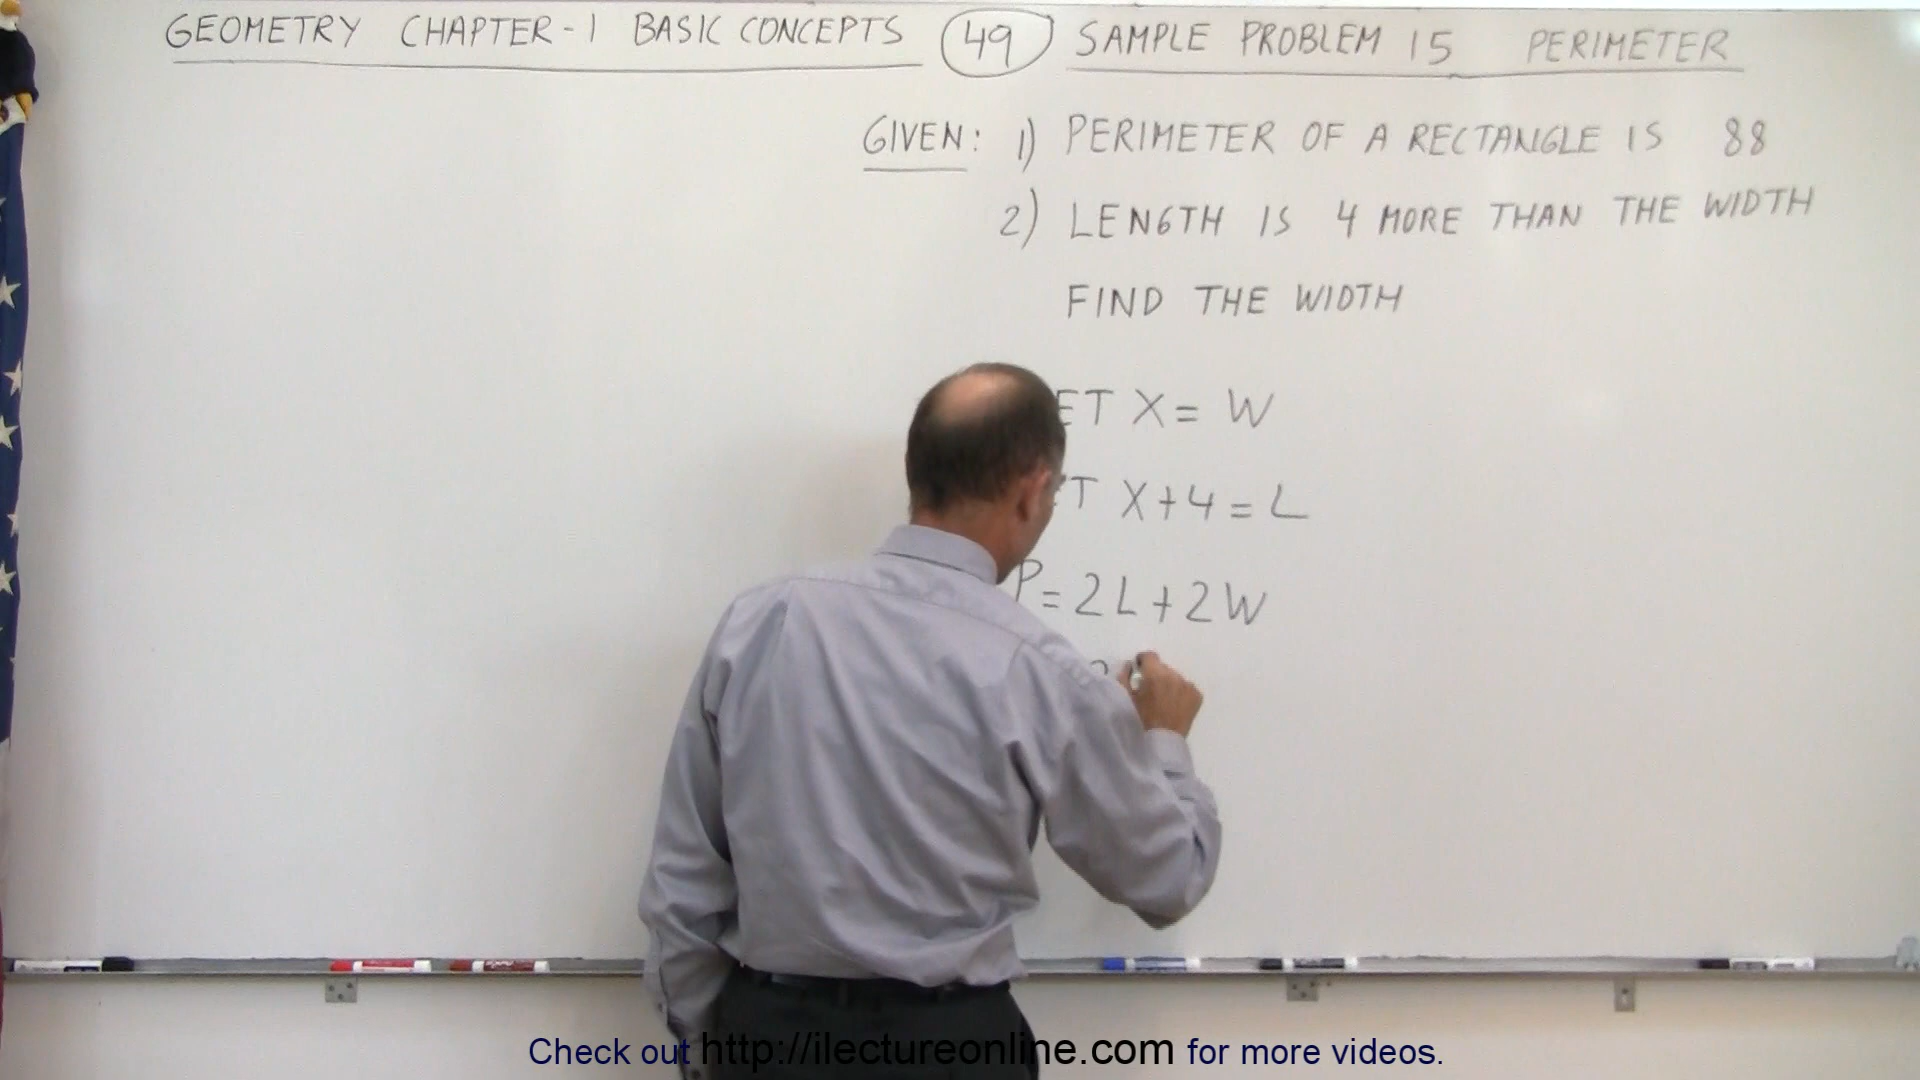 GEOMETRY CHAPTER-1 BASIC CONCEPTS 49 SAMPLE PROBLEM 15 PERIMETER
GIVEN: 1) PERIMETER OF A RECTANGLE IS 88
2) LENGTH IS 4 MORE THAN THE WIDTH
FIND THE WIDTH
ET X = W
T X+4 = L
P = 2L + 2W
Check out http://ilectureonline.com for more videos.